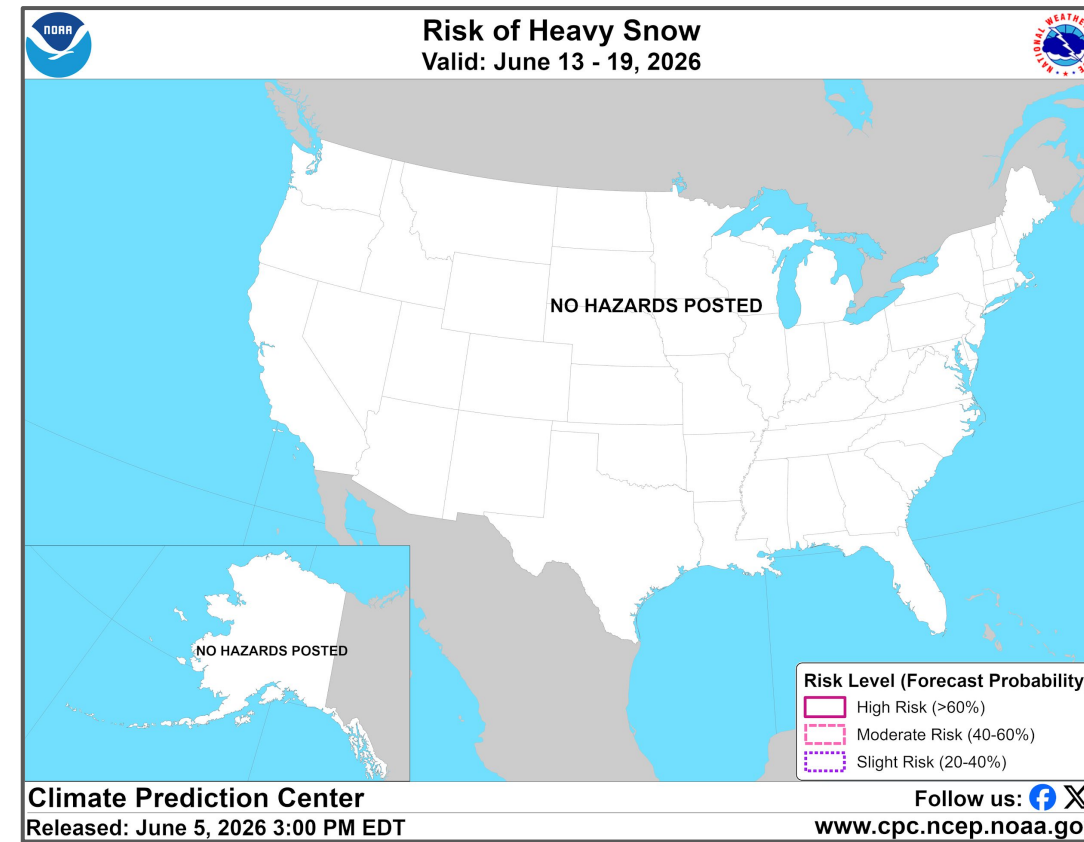 NOAA
NATIONAL WEATHER
Risk of Heavy Snow
Valid: June 13 - 19, 2026
NO HAZARDS POSTED
NO HAZARDS POSTED
Risk Level (Forecast Probability
High Risk (>60%)
Moderate Risk (40-60%)
Slight Risk (20-40%)
Climate Prediction Center
Follow us:
Released: June 5, 2026 3:00 PM EDT
www.cpc.ncep.noaa.go